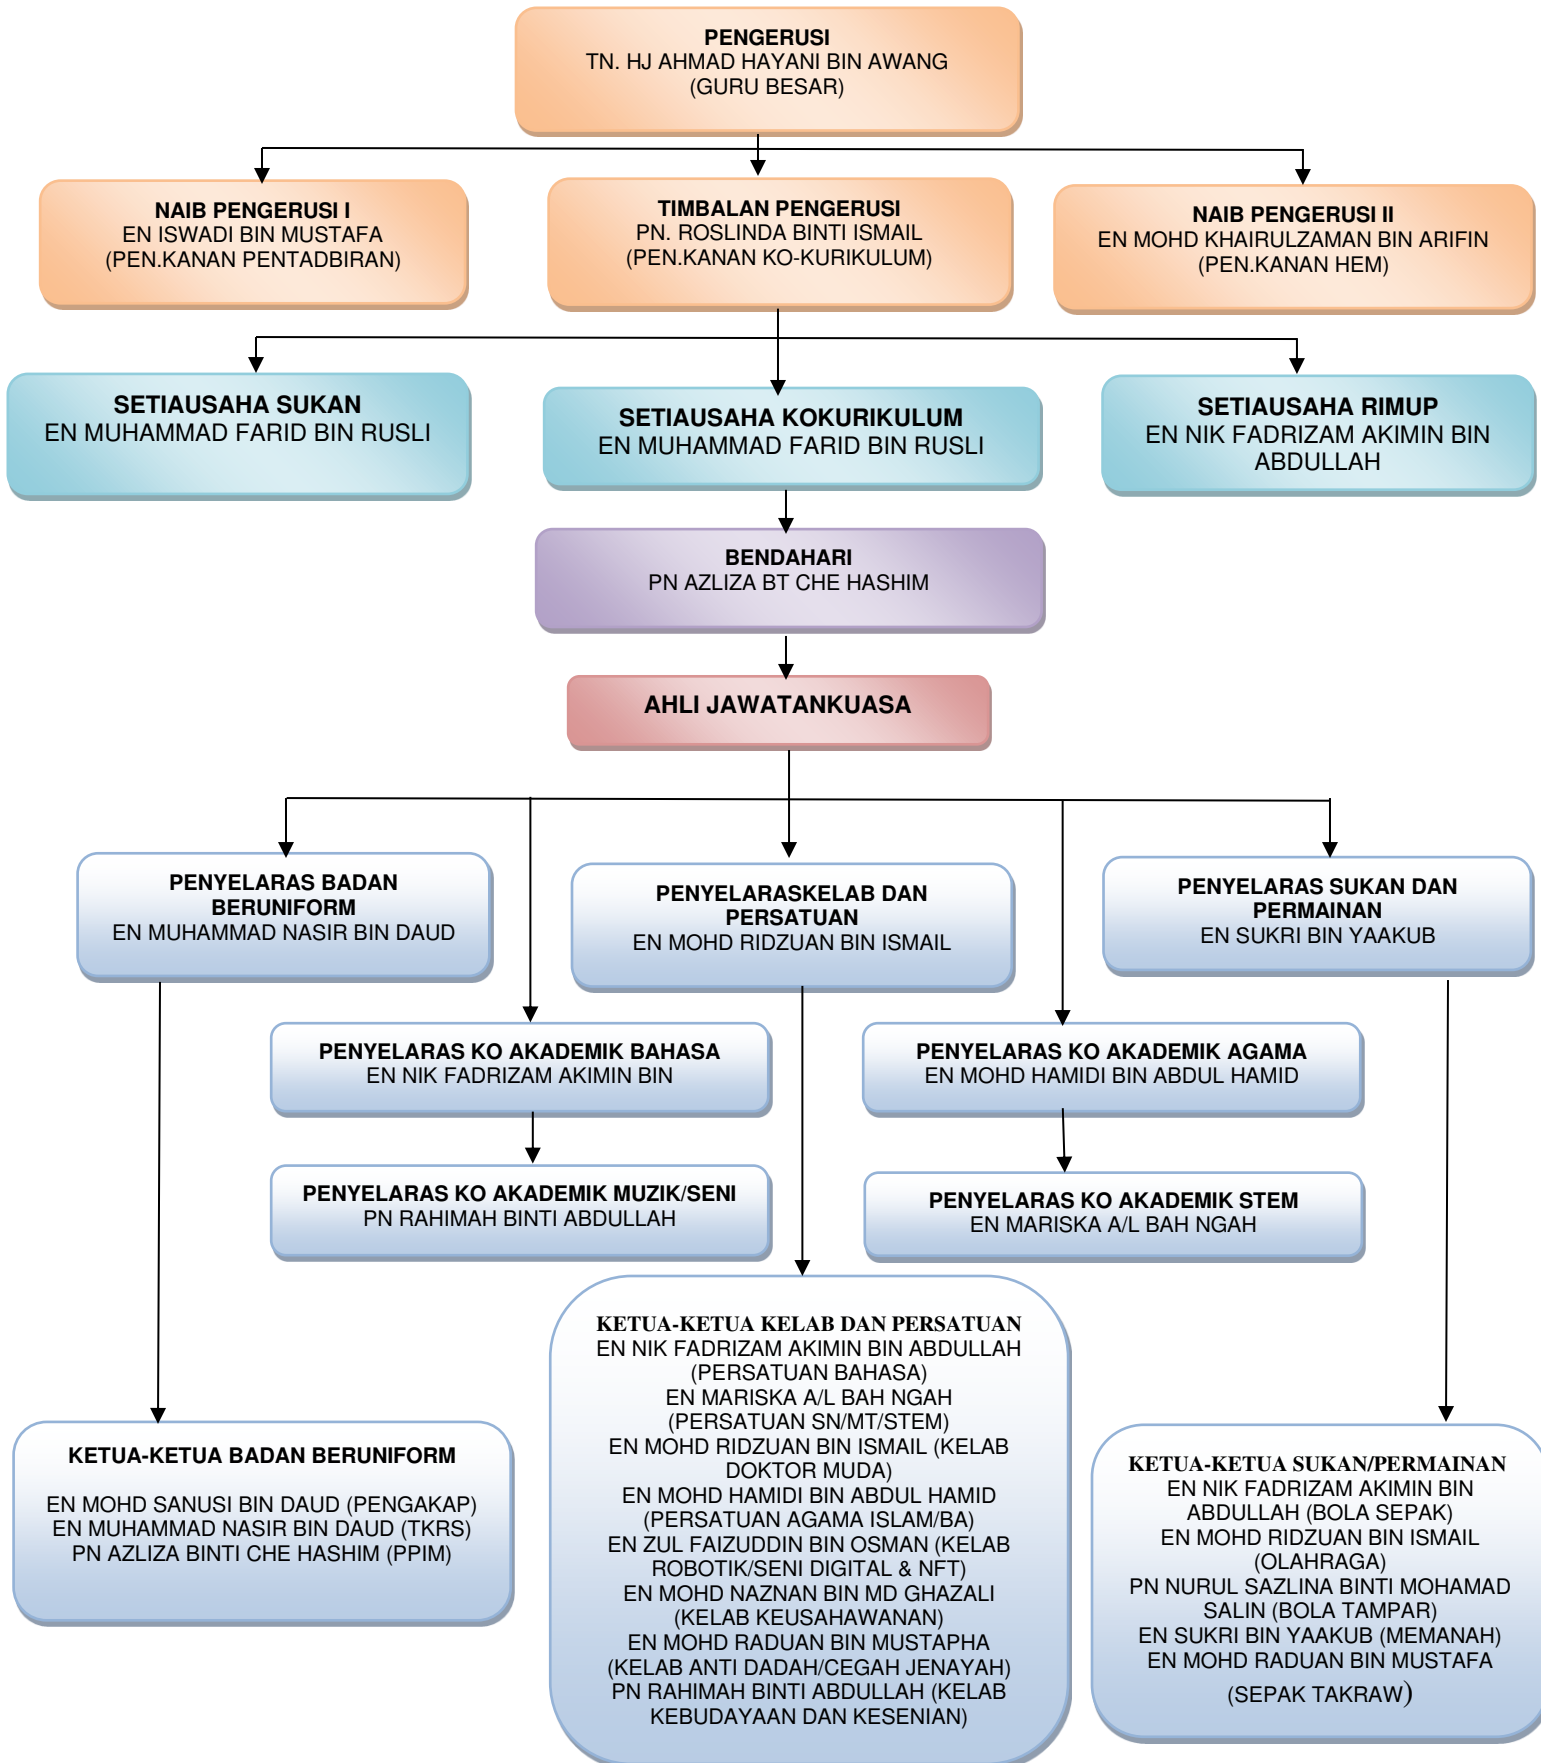 PENGERUSI
TN. HJ AHMAD HAYANI BIN AWANG
(GURU BESAR)
NAIB PENGERUSI I
EN ISWADI BIN MUSTAFA
(PEN.KANAN PENTADBIRAN)
TIMBALAN PENGERUSI
PN. ROSLINDA BINTI ISMAIL
(PEN.KANAN KO-KURIKULUM)
NAIB PENGERUSI II
EN MOHD KHAIRULZAMAN BIN ARIFIN
(PEN.KANAN HEM)
SETIAUSAHA SUKAN
EN MUHAMMAD FARID BIN RUSLI
SETIAUSAHA KOKURIKULUM
EN MUHAMMAD FARID BIN RUSLI
SETIAUSAHA RIMUP
EN NIK FADRIZAM AKIMIN BIN
ABDULLAH
BENDAHARI
PN AZLIZA BT CHE HASHIM
AHLI JAWATANKUASA
PENYELARAS BADAN
BERUNIFORM
EN MUHAMMAD NASIR BIN DAUD
PENYELARASKELAB DAN
PERSATUAN
EN MOHD RIDZUAN BIN ISMAIL
PENYELARAS SUKAN DAN
PERMAINAN
EN SUKRI BIN YAAKUB
PENYELARAS KO AKADEMIK BAHASA
EN NIK FADRIZAM AKIMIN BIN
PENYELARAS KO AKADEMIK AGAMA
EN MOHD HAMIDI BIN ABDUL HAMID
PENYELARAS KO AKADEMIK MUZIK/SENI
PN RAHIMAH BINTI ABDULLAH
PENYELARAS KO AKADEMIK STEM
EN MARISKA A/L BAH NGAH
KETUA-KETUA BADAN BERUNIFORM
EN MOHD SANUSI BIN DAUD (PENGAKAP)
EN MUHAMMAD NASIR BIN DAUD (TKRS)
PN AZLIZA BINTI CHE HASHIM (PPIM)
KETUA-KETUA KELAB DAN PERSATUAN
EN NIK FADRIZAM AKIMIN BIN ABDULLAH
(PERSATUAN BAHASA)
EN MARISKA A/L BAH NGAH
(PERSATUAN SN/MT/STEM)
EN MOHD RIDZUAN BIN ISMAIL (KELAB
DOKTOR MUDA)
EN MOHD HAMIDI BIN ABDUL HAMID
(PERSATUAN AGAMA ISLAM/BA)
EN ZUL FAIZUDDIN BIN OSMAN (KELAB
ROBOTIK/SENI DIGITAL & NFT)
EN MOHD NAZNAN BIN MD GHAZALI
(KELAB KEUSAHAWANAN)
EN MOHD RADUAN BIN MUSTAPHA
(KELAB ANTI DADAH/CEGAH JENAYAH)
PN RAHIMAH BINTI ABDULLAH (KELAB
KEBUDAYAAN DAN KESENIAN)
KETUA-KETUA SUKAN/PERMAINAN
EN NIK FADRIZAM AKIMIN BIN
ABDULLAH (BOLA SEPAK)
EN MOHD RIDZUAN BIN ISMAIL
(OLAHRAGA)
PN NURUL SAZLINA BINTI MOHAMAD
SALIN (BOLA TAMPAR)
EN SUKRI BIN YAAKUB (MEMANAH)
EN MOHD RADUAN BIN MUSTAFA
(SEPAK TAKRAW)